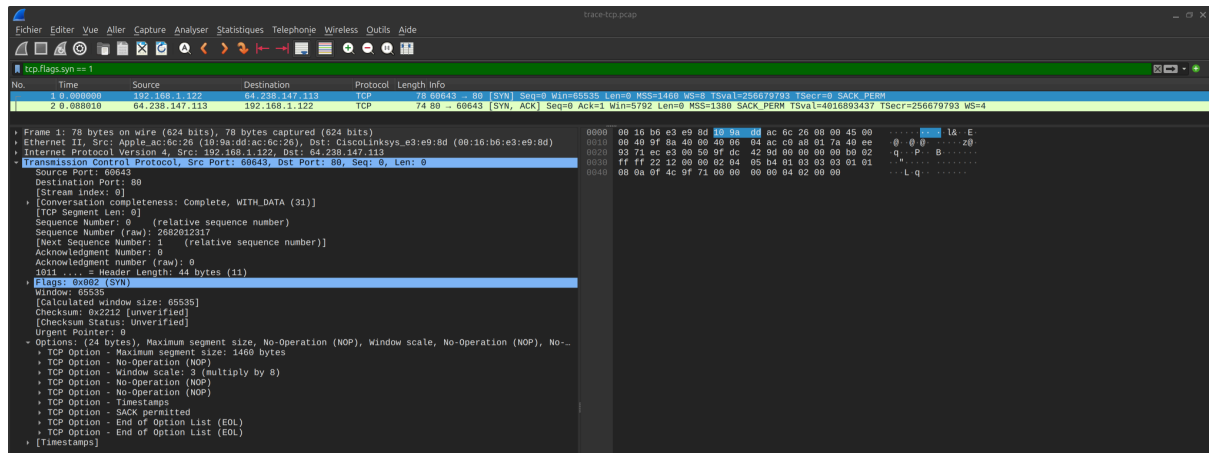 trace-tcp.pcap
Fichier Editer Vue Aller Capture Analyser Statistiques Telephonie Wireless Outils Aide
tcp.flags.syn == 1
No. Time Source Destination Protocol Length Info
1 0.000000 192.168.1.122 64.238.147.113 TCP 78 60643 → 80 [SYN] Seq=0 Win=65535 Len=0 MSS=1460 WS=8 TSval=256679793 TSecr=0 SACK_PERM
2 0.088010 64.238.147.113 192.168.1.122 TCP 74 80 → 60643 [SYN, ACK] Seq=0 Ack=1 Win=5792 Len=0 MSS=1380 SACK_PERM TSval=4016893437 TSecr=256679793 WS=4
Frame 1: 78 bytes on wire (624 bits), 78 bytes captured (624 bits)
Ethernet II, Src: Apple_ac:6c:26 (10:9a:dd:ac:6c:26), Dst: CiscoLinksys_e3:e9:8d (00:16:b6:e3:e9:8d)
Internet Protocol Version 4, Src: 192.168.1.122, Dst: 64.238.147.113
Transmission Control Protocol, Src Port: 60643, Dst Port: 80, Seq: 0, Len: 0
Source Port: 60643
Destination Port: 80
[Stream index: 0]
[Conversation completeness: Complete, WITH_DATA (31)]
[TCP Segment Len: 0]
Sequence Number: 0 (relative sequence number)
Sequence Number (raw): 2682012317
[Next Sequence Number: 1 (relative sequence number)]
Acknowledgment Number: 0
Acknowledgment number (raw): 0
1011 .... = Header Length: 44 bytes (11)
Flags: 0x002 (SYN)
Window: 65535
[Calculated window size: 65535]
Checksum: 0x2212 [unverified]
[Checksum Status: Unverified]
Urgent Pointer: 0
Options: (24 bytes), Maximum segment size, No-Operation (NOP), Window scale, No-Operation (NOP), No-…
TCP Option - Maximum segment size: 1460 bytes
TCP Option - No-Operation (NOP)
TCP Option - Window scale: 3 (multiply by 8)
TCP Option - No-Operation (NOP)
TCP Option - No-Operation (NOP)
TCP Option - Timestamps
TCP Option - SACK permitted
TCP Option - End of Option List (EOL)
TCP Option - End of Option List (EOL)
[Timestamps]
0000 00 16 b6 e3 e9 8d 10 9a dd ac 6c 26 08 00 45 00 ·········· l&··E·
0010 00 40 9f 8a 40 00 40 06 04 ac c0 a8 01 7a 40 ee ·@··@·@· ·····z@·
0020 93 71 ec e3 00 50 9f dc 42 9d 00 00 00 00 b0 02 ·q···P·· B·······
0030 ff ff 22 12 00 00 02 04 05 b4 01 03 03 03 01 01 ··"····· ········
0040 08 0a 0f 4c 9f 71 00 00 00 00 04 02 00 00 ···L·q·· ······